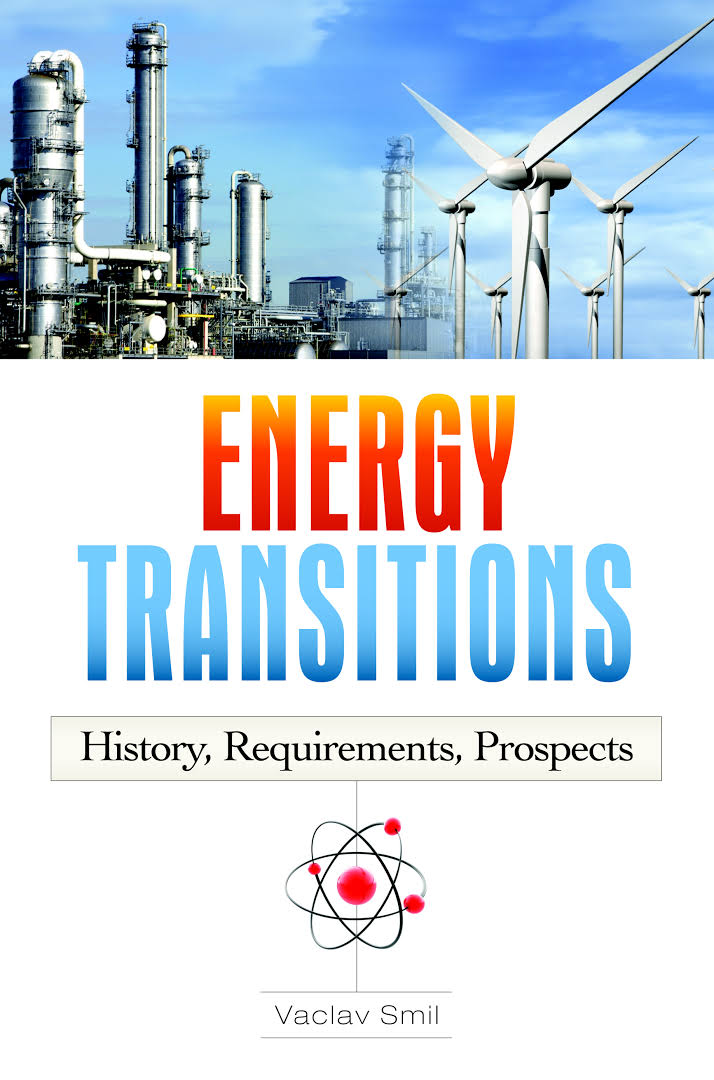 ENERGY
TRANSITIONS
History, Requirements, Prospects
Vaclav Smil